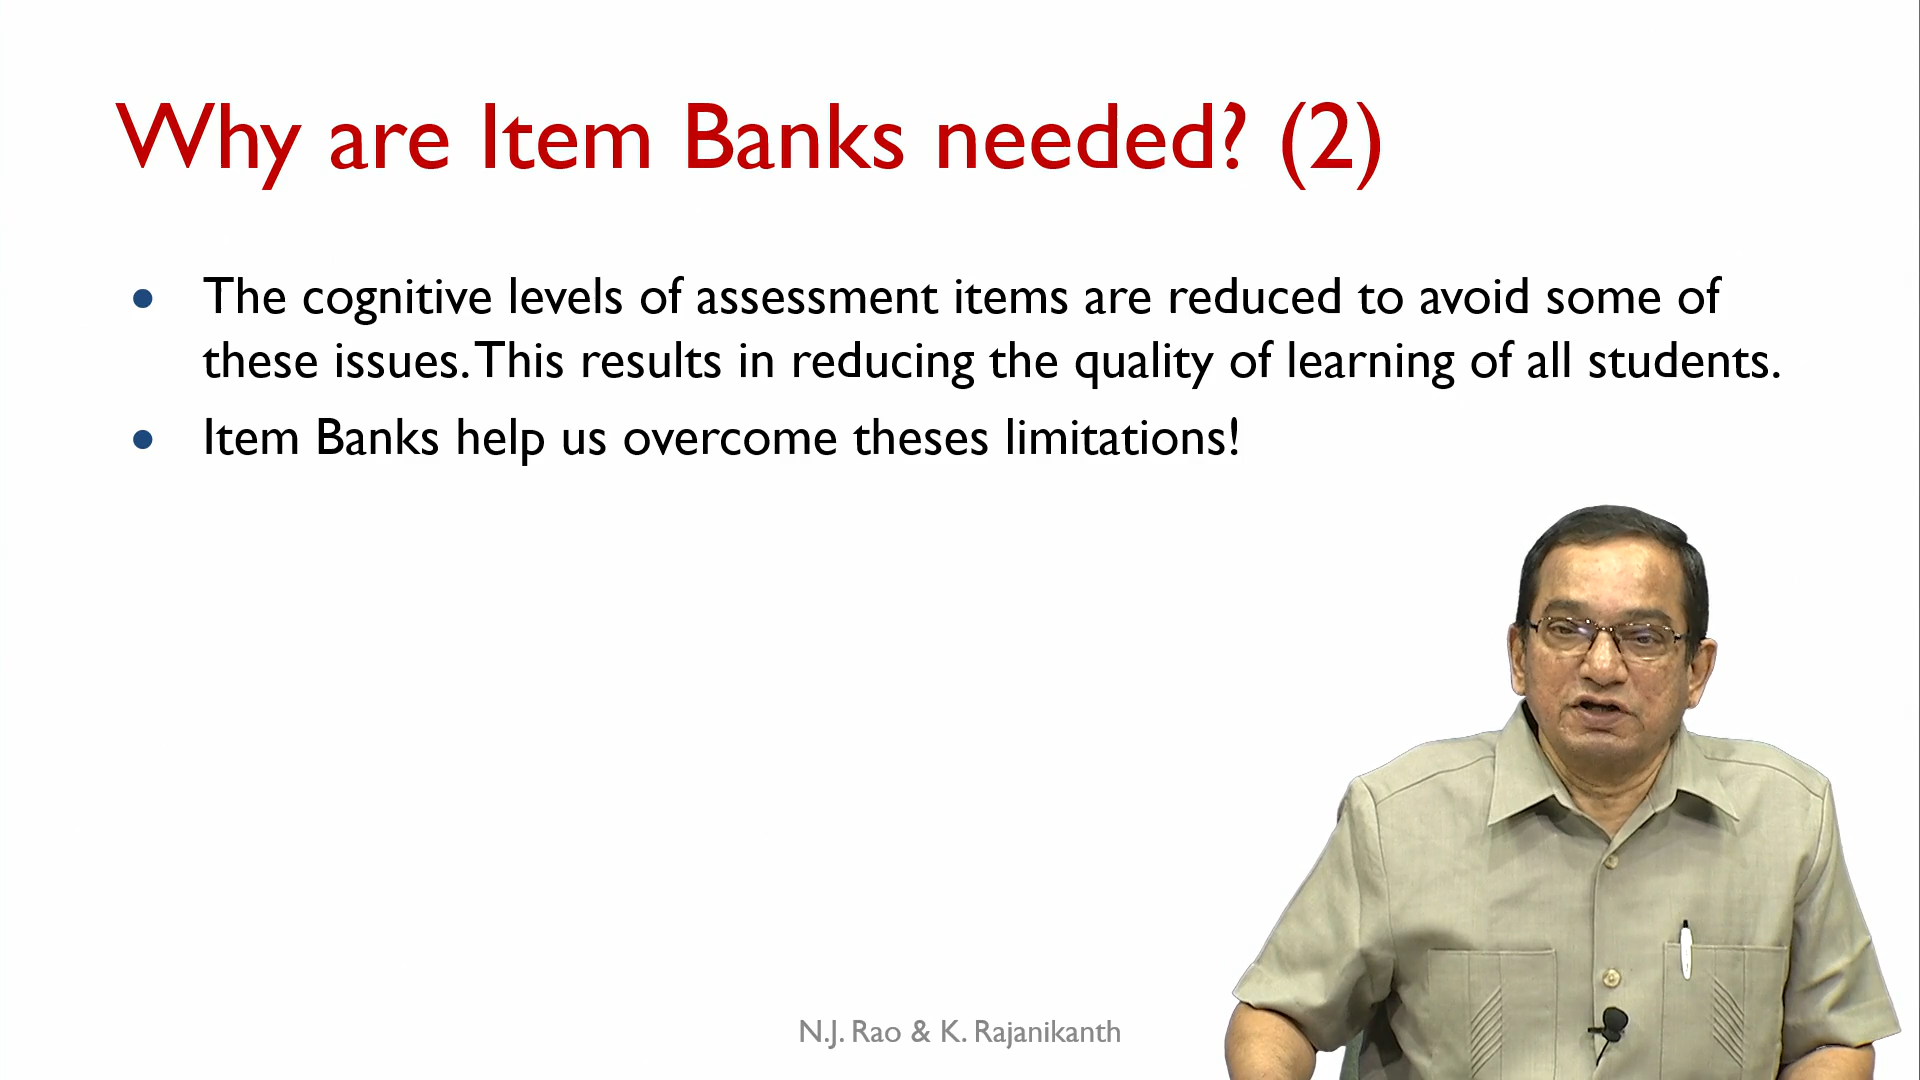 Why are Item Banks needed? (2)
• The cognitive levels of assessment items are reduced to avoid some of
these issues. This results in reducing the quality of learning of all students.
• Item Banks help us overcome theses limitations!
N.J. Rao & K. Rajanikanth